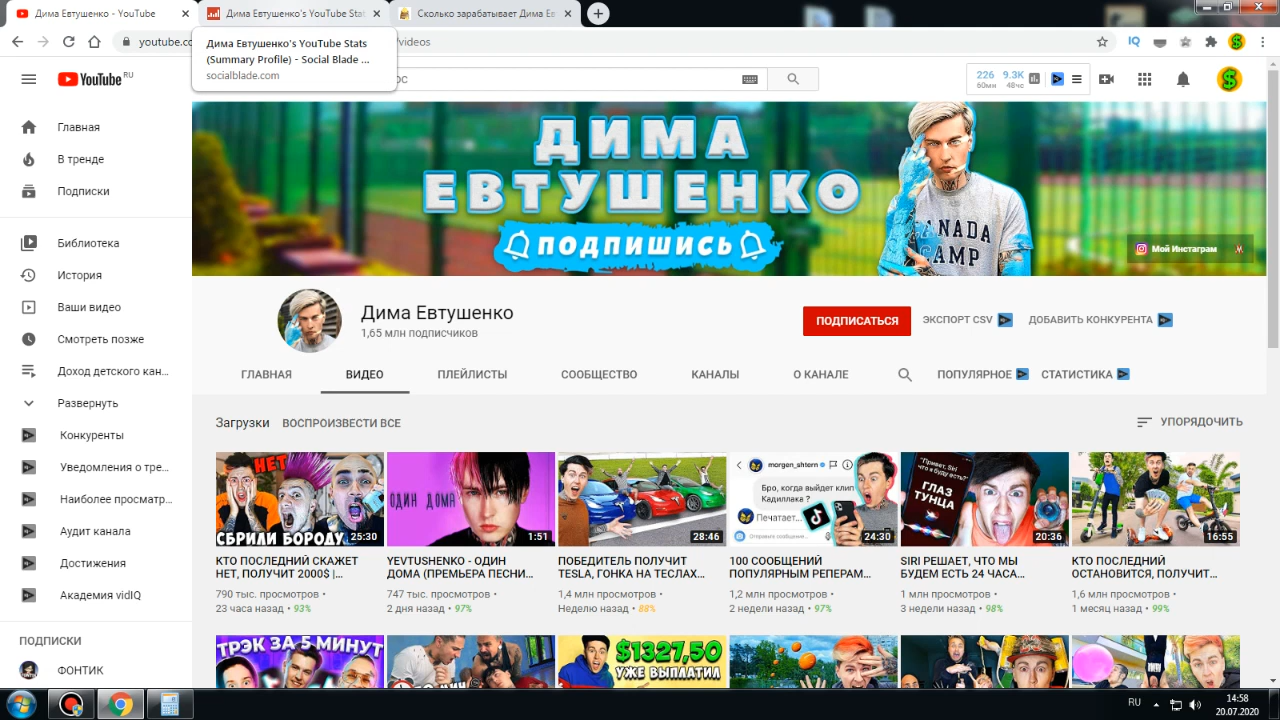 Дима Евтушенко - YouTube
Дима Евтушенко's YouTube Stat
Сколько зарабатывает Дима Ев
youtube.co
/videos
Дима Евтушенко's YouTube Stats
(Summary Profile) - Social Blade ...
socialblade.com
YouTube RU
226
60мн
9.3K
48чс
Главная
В тренде
Подписки
Библиотека
История
Ваши видео
Смотреть позже
Доход детского кан...
Развернуть
Конкуренты
Уведомления о тре...
Наиболее просматр...
Аудит канала
Достижения
Академия vidIQ
ПОДПИСКИ
ФОНТИК
ДИМА
ЕВТУШЕНКО
ПОДПИШИСЬ
CANADA
CAMP
Мой Инстаграм
Дима Евтушенко
1,65 млн подписчиков
ПОДПИСАТЬСЯ
ЭКСПОРТ CSV
ДОБАВИТЬ КОНКУРЕНТА
ГЛАВНАЯ
ВИДЕО
ПЛЕЙЛИСТЫ
СООБЩЕСТВО
КАНАЛЫ
О КАНАЛЕ
ПОПУЛЯРНОЕ
СТАТИСТИКА
Загрузки
ВОСПРОИЗВЕСТИ ВСЕ
УПОРЯДОЧИТЬ
НЕТ
СБРИЛИ БОРОДУ...
25:30
КТО ПОСЛЕДНИЙ СКАЖЕТ
НЕТ, ПОЛУЧИТ 2000$ |...
790 тыс. просмотров •
23 часа назад • 93%
ОДИН ДОМА
1:51
YEVTUSHENKO - ОДИН
ДОМА (ПРЕМЬЕРА ПЕСНИ...
747 тыс. просмотров •
2 дня назад • 97%
28:46
ПОБЕДИТЕЛЬ ПОЛУЧИТ
TESLA, ГОНКА НА ТЕСЛАХ...
1,4 млн просмотров •
Неделю назад • 88%
morgen_shtern
Бро, когда выйдет клип
Кадиллака ?
Печатает...
Отправить сообщение...
24:30
100 СООБЩЕНИЙ
ПОПУЛЯРНЫМ РЕПЕРАМ...
1,2 млн просмотров •
2 недели назад • 97%
"Привет, Siri
что я буду есть?"
ГЛАЗ
ТУНЦА
20:36
SIRI РЕШАЕТ, ЧТО МЫ
БУДЕМ ЕСТЬ 24 ЧАСА...
1 млн просмотров •
3 недели назад • 98%
16:55
КТО ПОСЛЕДНИЙ
ОСТАНОВИТСЯ, ПОЛУЧИТ...
1,6 млн просмотров •
1 месяц назад • 99%
ТРЭК ЗА 5 МИНУТ
$1327,50
УЖЕ ВЫПЛАТИЛ
RU
14:58
20.07.2020